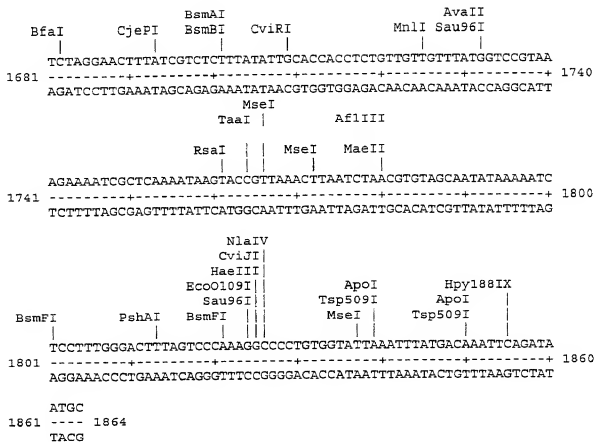 BsmAI AvaII
BfaI CjePI BsmBI CviRI MnlI Sau96I
TCTAGGAACTTTATCGTCTCTTTATATTGCACCACCTCTGTTGTTGTTTATGGTCCGTAA
1681 ---------+---------+---------+---------+---------+---------+ 1740
AGATCCTTGAAATAGCAGAGAAATATAACGTGGTGGAGACAACAACAAATACCAGGCATT
MseI
TaaI AflIII
RsaI MseI MaeII
AGAAAATCGCTCAAAATAAGTACCGTTAAACTTAATCTAACGTGTAGCAATATAAAAATC
1741 ---------+---------+---------+---------+---------+---------+ 1800
TCTTTTAGCGAGTTTTATTCATGGCAATTTGAATTAGATTGCACATCGTTATATTTTTAG
NlaIV
CviJI
HaeIII
EcoO109I ApoI Hpy188IX
Sau96I Tsp509I ApoI
BsmFI PshAI BsmFI MseI Tsp509I
TCCTTTGGGACTTTAGTCCCAAAGGCCCCTGTGGTATTAAATTTATGACAAATTCAGATA
1801 ---------+---------+---------+---------+---------+---------+ 1860
AGGAAACCCTGAAATCAGGGTTTCCGGGGACACCATAATTTAAATACTGTTTAAGTCTAT
ATGC
1861 ---- 1864
TACG